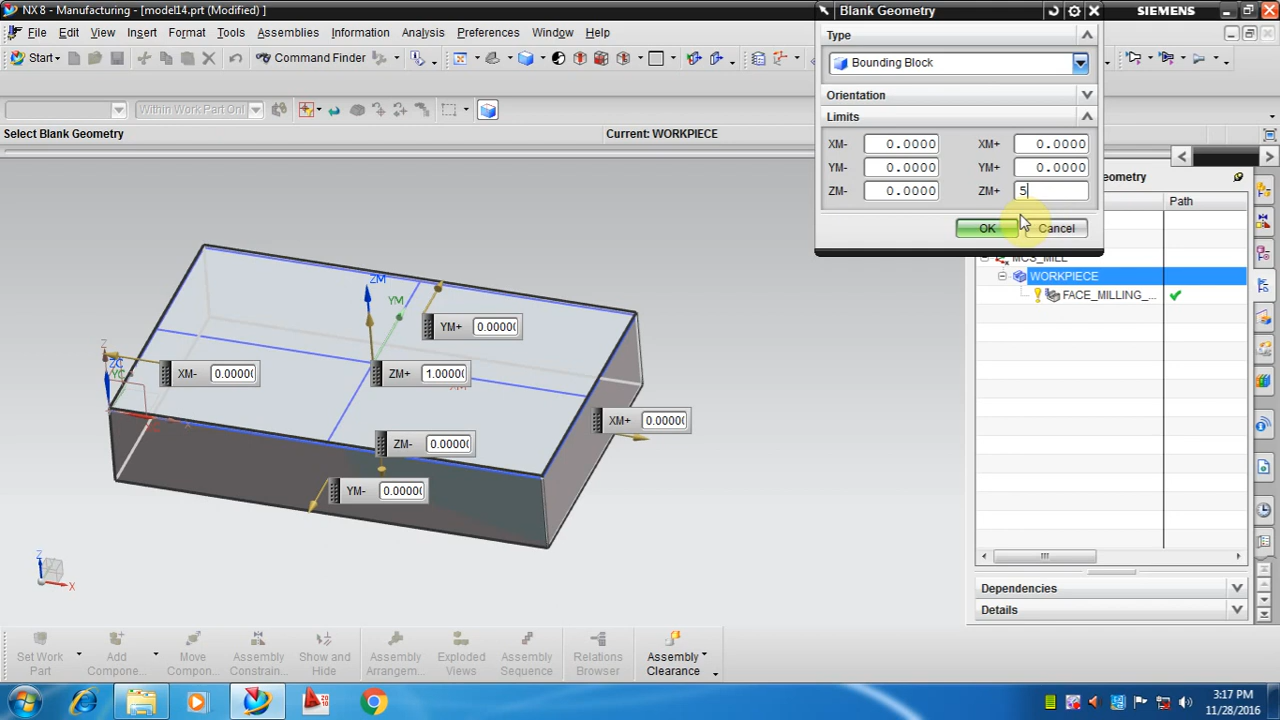 NX 8 - Manufacturing - [model14.prt (Modified) ]
SIEMENS
File Edit View Insert Format Tools Assemblies Information Analysis Preferences Window Help
Start
Command Finder
Within Work Part Only
Select Blank Geometry
Current: WORKPIECE
Blank Geometry
Type
Bounding Block
Orientation
Limits
XM- 0.0000 XM+ 0.0000
YM- 0.0000 YM+ 0.0000
ZM- 0.0000 ZM+ 5
OK Cancel
Path
MCS_MILL
WORKPIECE
FACE_MILLING_...
Dependencies
Details
ZM
YM
YM+ 0.0000
XM- 0.0000
ZM+ 1.0000
XM+ 0.0000
ZM- 0.0000
YM- 0.0000
Z
ZC
YC
Z
X
Set Work Part
Add Compone...
Move Compon...
Assembly Constrain...
Show and Hide
Assembly Arrangem...
Exploded Views
Assembly Sequence
Relations Browser
Assembly Clearance
3:17 PM
11/28/2016